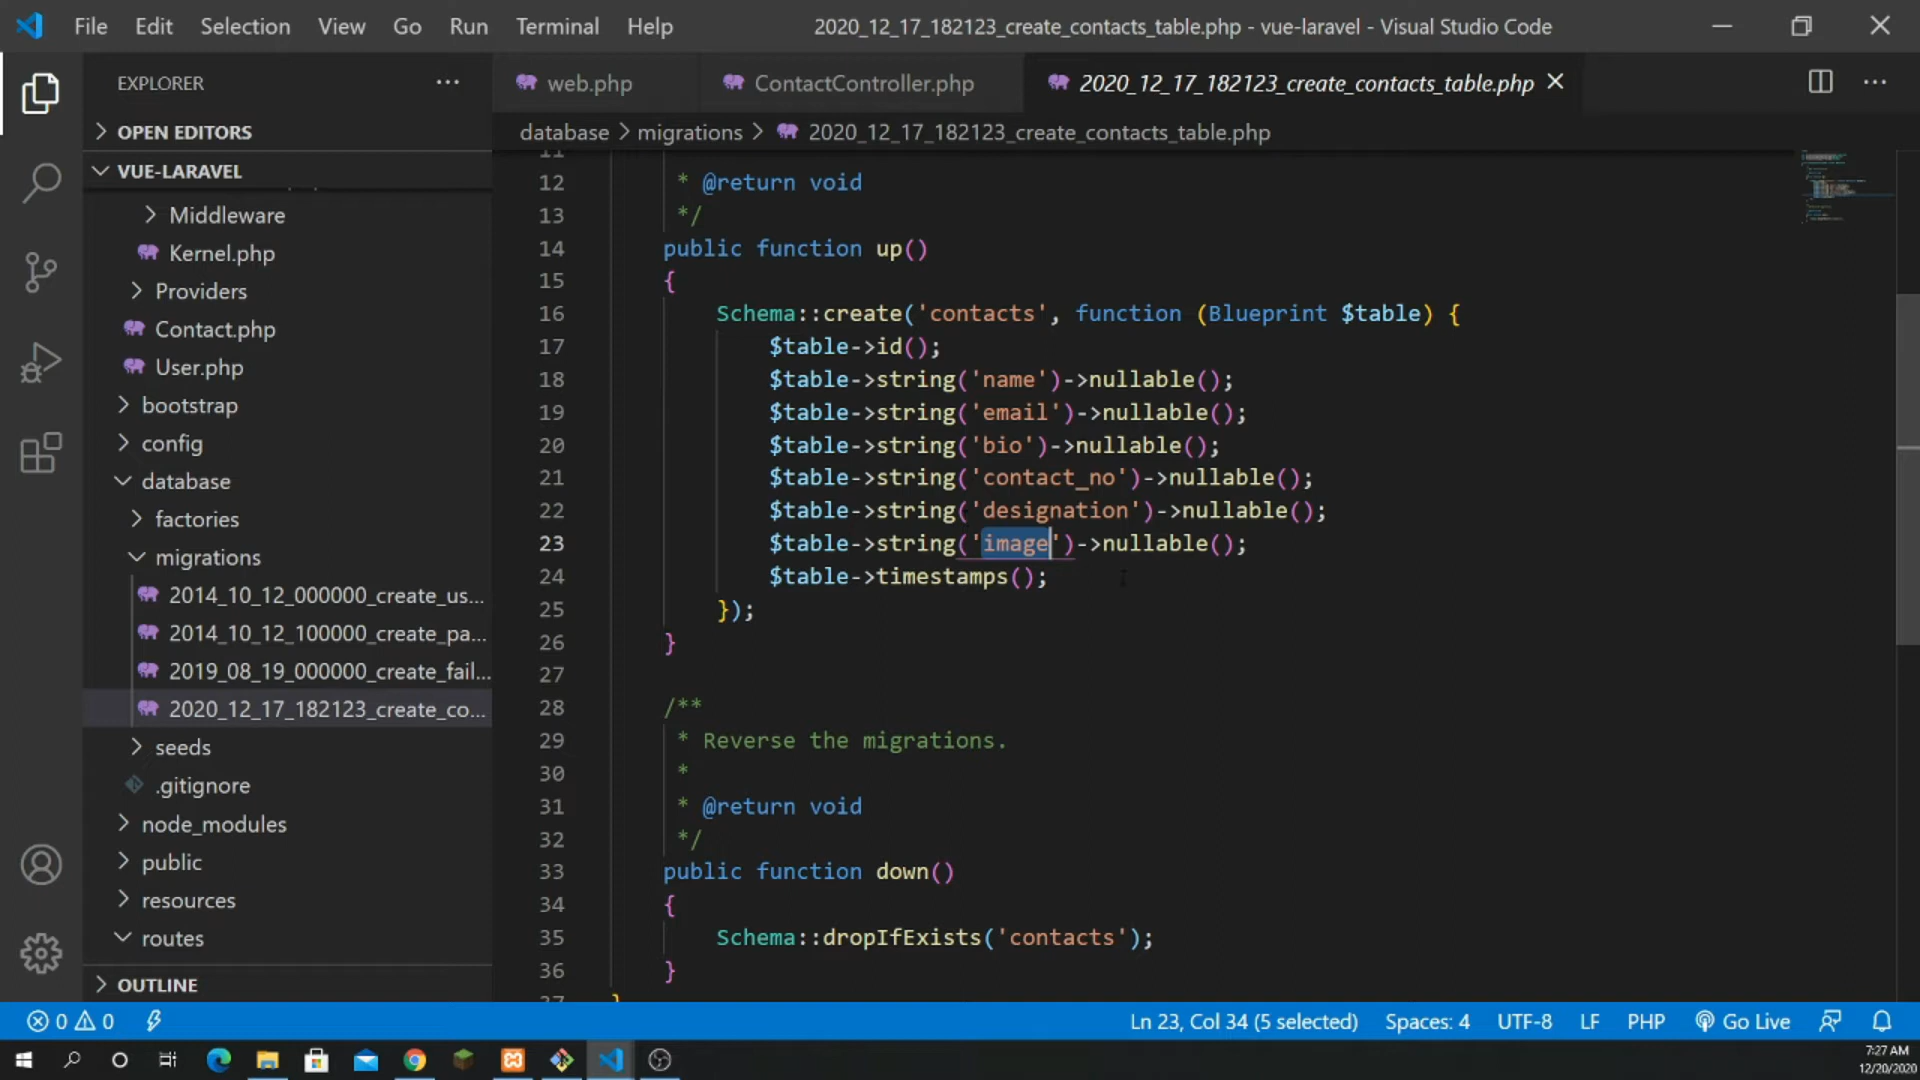 File Edit Selection View Go Run Terminal Help
2020_12_17_182123_create_contacts_table.php - vue-laravel - Visual Studio Code
EXPLORER
OPEN EDITORS
VUE-LARAVEL
Middleware
Kernel.php
Providers
Contact.php
User.php
bootstrap
config
database
factories
migrations
2014_10_12_000000_create_us...
2014_10_12_100000_create_pa...
2019_08_19_000000_create_fail...
2020_12_17_182123_create_co...
seeds
.gitignore
node_modules
public
resources
routes
OUTLINE
web.php ContactController.php 2020_12_17_182123_create_contacts_table.php
database > migrations > 2020_12_17_182123_create_contacts_table.php
11
12 * @return void
13 */
14 public function up()
15 {
16 Schema::create('contacts', function (Blueprint $table) {
17 $table->id();
18 $table->string('name')->nullable();
19 $table->string('email')->nullable();
20 $table->string('bio')->nullable();
21 $table->string('contact_no')->nullable();
22 $table->string('designation')->nullable();
23 $table->string('image')->nullable();
24 $table->timestamps();
25 });
26 }
27
28 /**
29 * Reverse the migrations.
30 *
31 * @return void
32 */
33 public function down()
34 {
35 Schema::dropIfExists('contacts');
36 }
37 }
0 0 Ln 23, Col 34 (5 selected) Spaces: 4 UTF-8 LF PHP Go Live
7:27 AM
12/20/2020